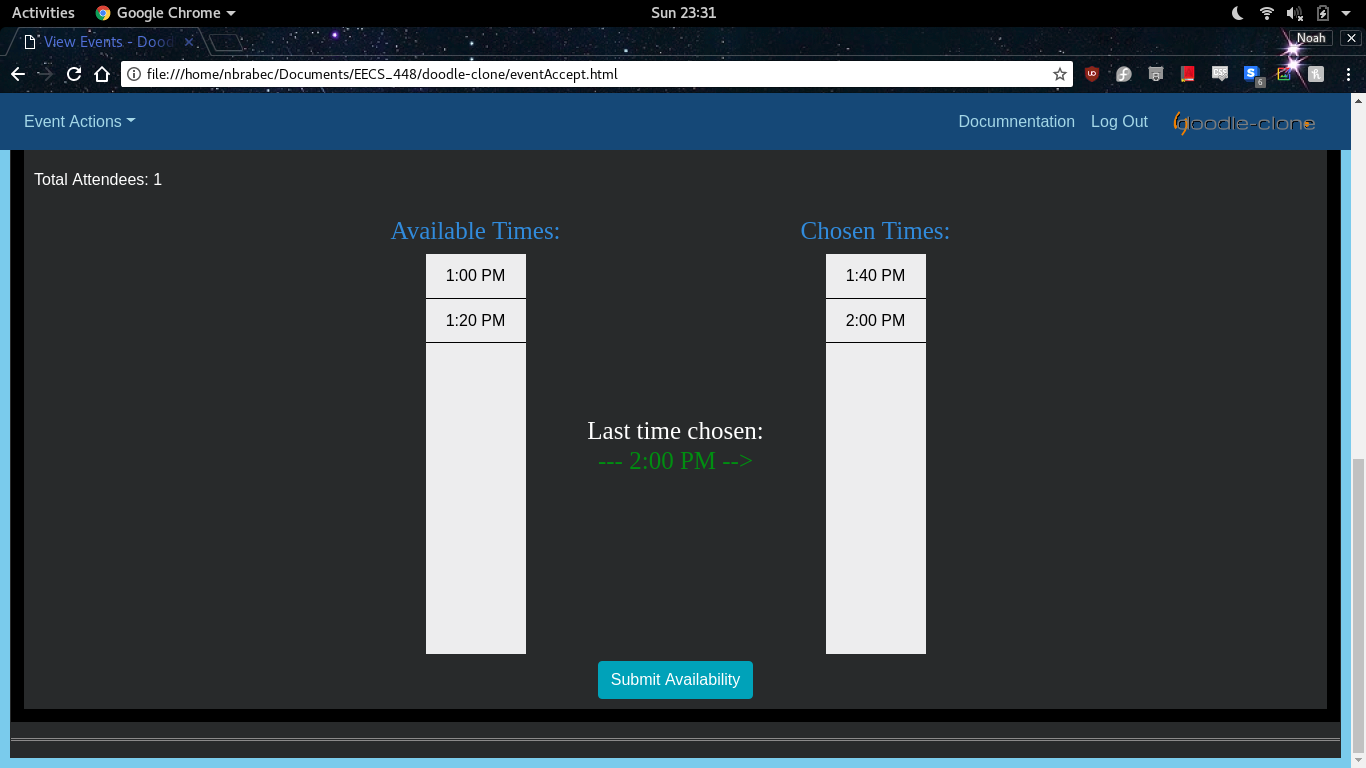 Activities Google Chrome Sun 23:31
View Events - Dood Noah
file:///home/nbrabec/Documents/EECS_448/doodle-clone/eventAccept.html
Event Actions Documnentation Log Out doodle-clone
Total Attendees: 1
Available Times: Chosen Times:
1:00 PM 1:40 PM
1:20 PM 2:00 PM
Last time chosen:
--- 2:00 PM -->
Submit Availability